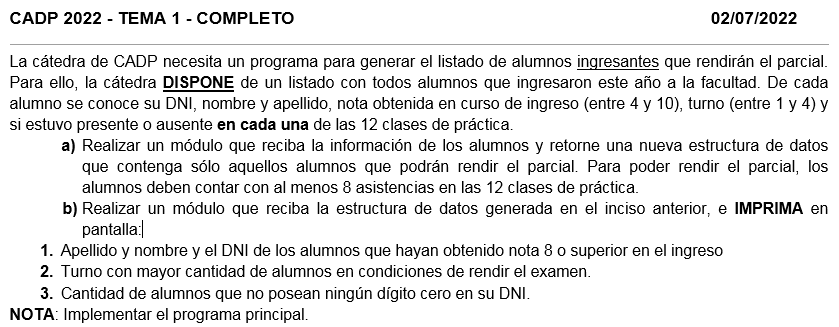 CADP 2022 - TEMA 1 - COMPLETO 02/07/2022
La cátedra de CADP necesita un programa para generar el listado de alumnos ingresantes que rendirán el parcial.
Para ello, la cátedra DISPONE de un listado con todos alumnos que ingresaron este año a la facultad. De cada
alumno se conoce su DNI, nombre y apellido, nota obtenida en curso de ingreso (entre 4 y 10), turno (entre 1 y 4) y
si estuvo presente o ausente en cada una de las 12 clases de práctica.
a) Realizar un módulo que reciba la información de los alumnos y retorne una nueva estructura de datos
que contenga sólo aquellos alumnos que podrán rendir el parcial. Para poder rendir el parcial, los
alumnos deben contar con al menos 8 asistencias en las 12 clases de práctica.
b) Realizar un módulo que reciba la estructura de datos generada en el inciso anterior, e IMPRIMA en
pantalla:
1. Apellido y nombre y el DNI de los alumnos que hayan obtenido nota 8 o superior en el ingreso
2. Turno con mayor cantidad de alumnos en condiciones de rendir el examen.
3. Cantidad de alumnos que no posean ningún dígito cero en su DNI.
NOTA: Implementar el programa principal.